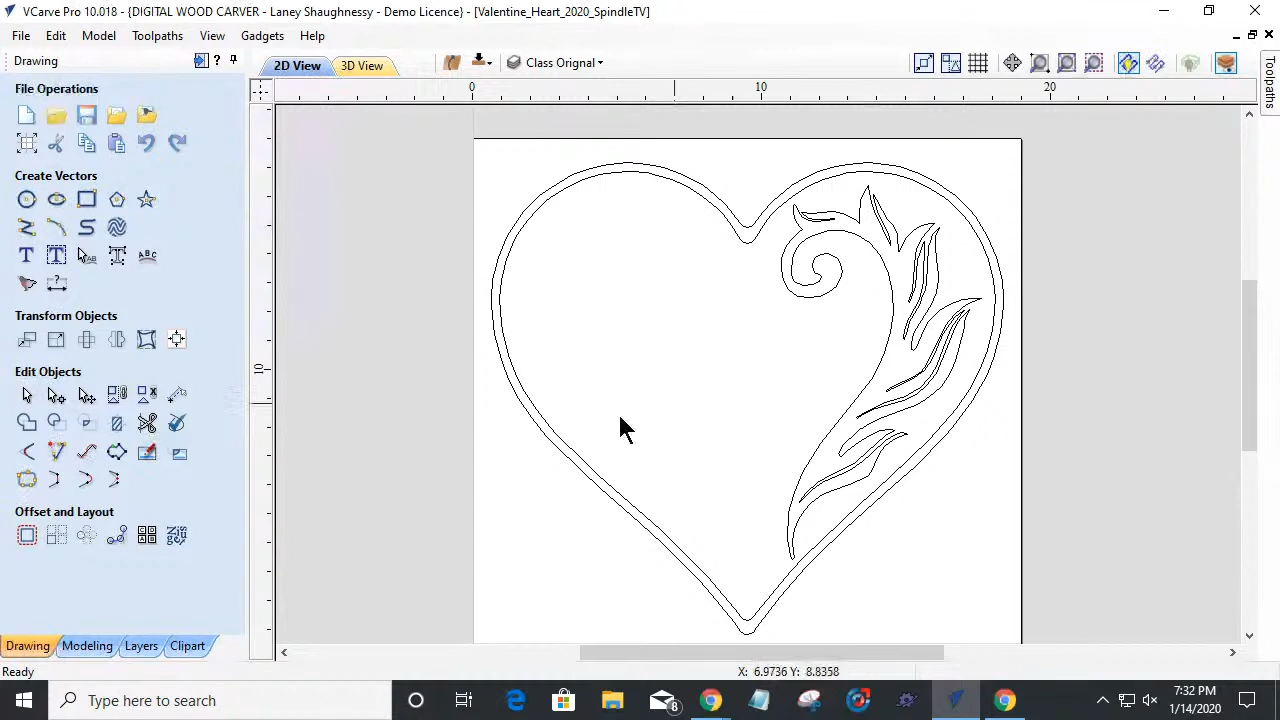 VCarve Pro 10.018 - {DIGITAL WOOD CARVER - Laney Shaughnessy - Demo Licence} - [Valentine_Heart_2020_SpindleTV]
File Edit Model Toolpaths View Gadgets Help
Drawing
2D View 3D View Class Orignal
File Operations
0 10 20
Create Vectors
Transform Objects
Edit Objects
10
Offset and Layout
Toolpaths
Drawing Modeling Layers Clipart
Ready X: 6.9736 Y: 8.8358
Type here to search
8
7:32 PM
1/14/2020